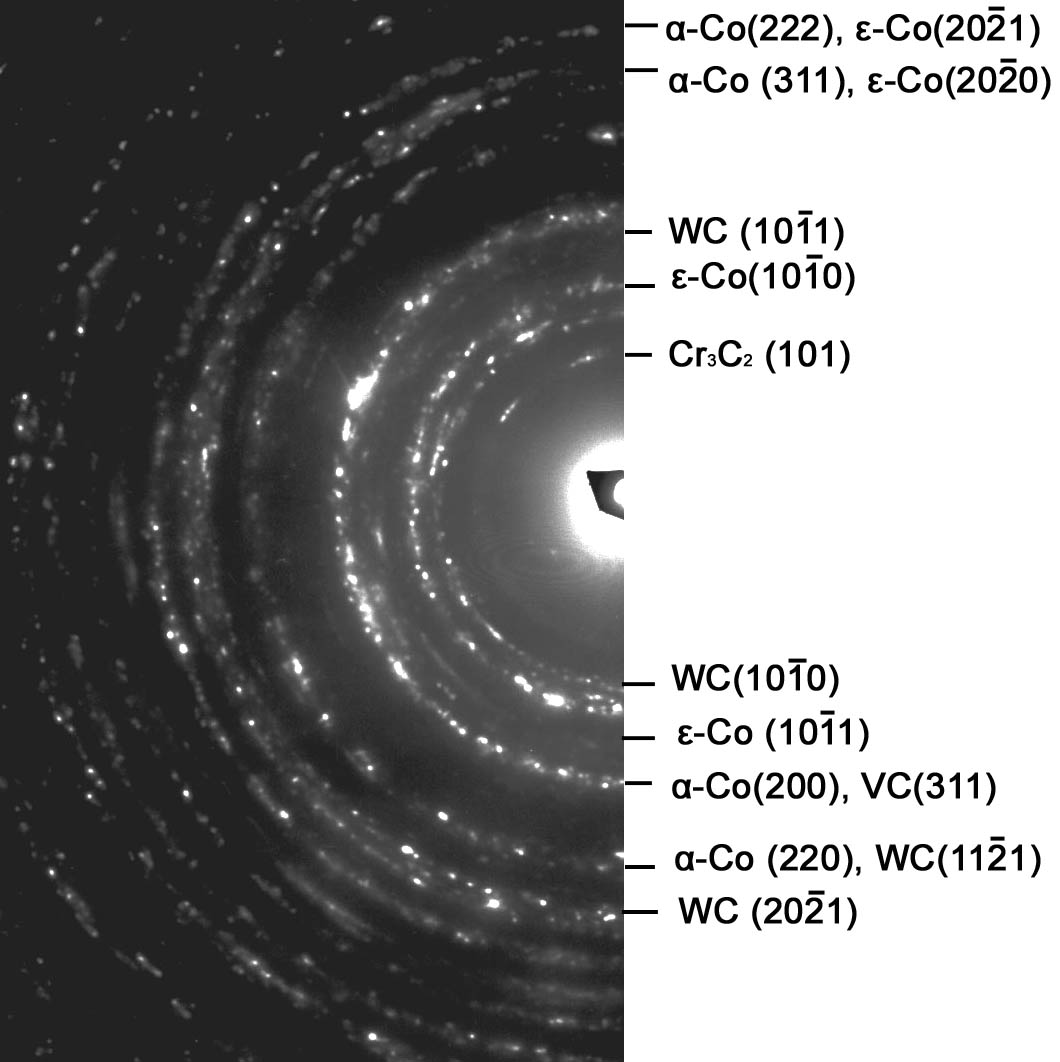 α-Co(222), ε-Co(202̄1)
α-Co (311), ε-Co(202̄0)
WC (101̄1)
ε-Co(101̄0)
Cr₃C₂ (101)
WC(101̄0)
ε-Co (101̄1)
α-Co(200), VC(311)
α-Co (220), WC(112̄1)
WC (202̄1)